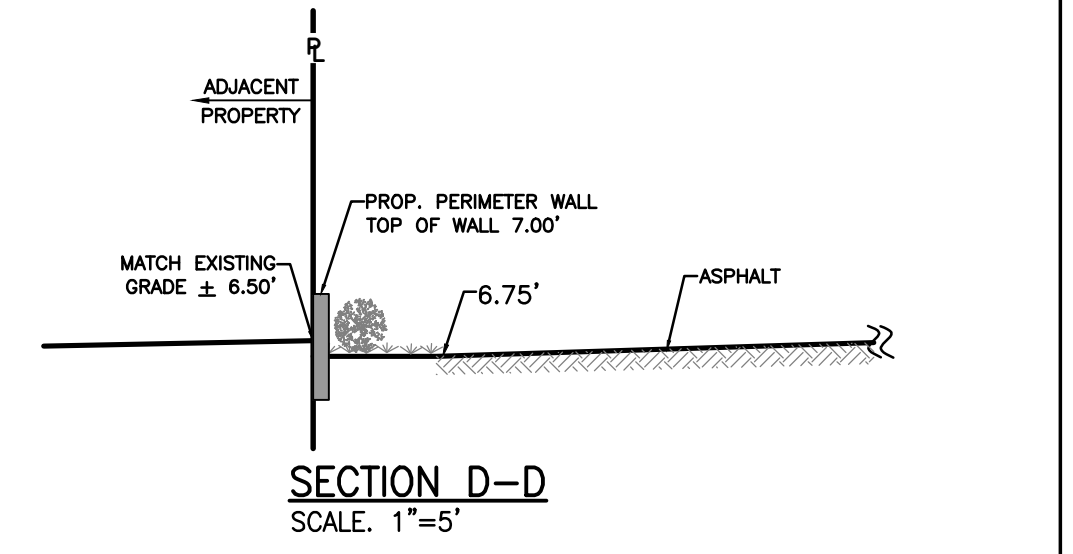 PL
ADJACENT
PROPERTY
PROP. PERIMETER WALL
TOP OF WALL 7.00'
MATCH EXISTING
GRADE ± 6.50'
6.75'
ASPHALT
SECTION D-D
SCALE. 1"=5'